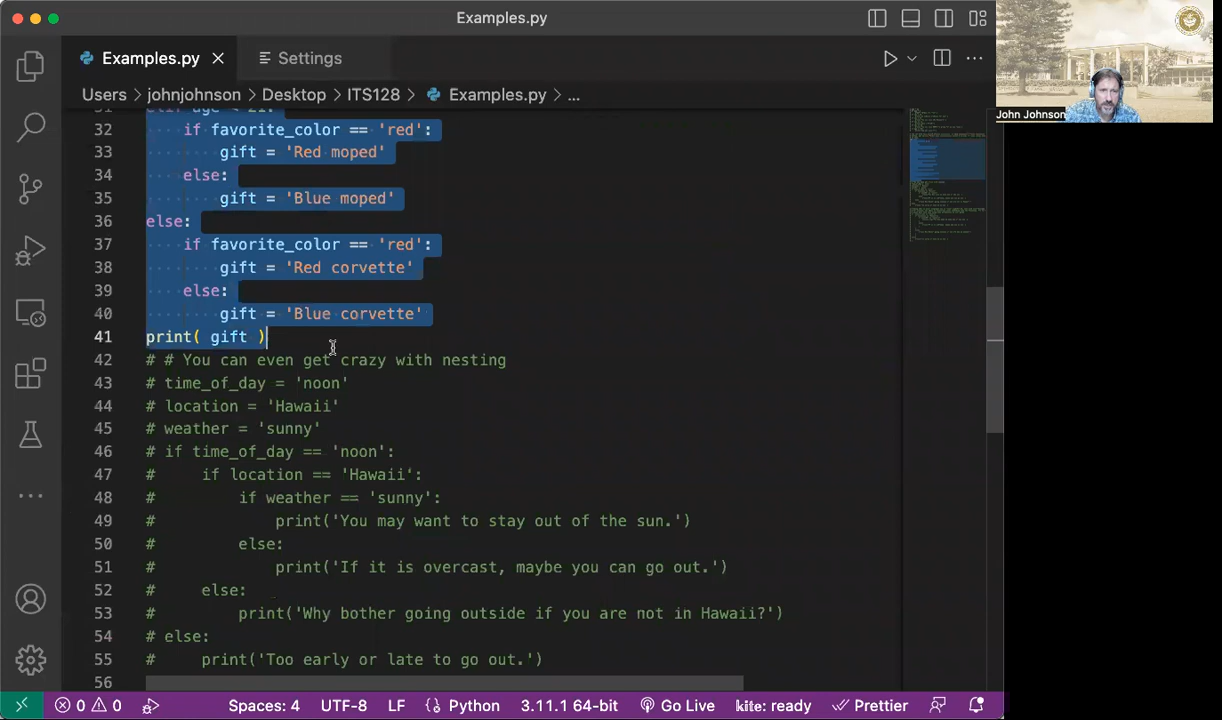 Examples.py
Examples.py × Settings
Users > johnjohnson > Desktop > ITS128 > Examples.py > ...
John Johnson
31 elif age < 21:
32 if favorite_color == 'red':
33 gift = 'Red moped'
34 else:
35 gift = 'Blue moped'
36 else:
37 if favorite_color == 'red':
38 gift = 'Red corvette'
39 else:
40 gift = 'Blue corvette'
41 print( gift )
42 # # You can even get crazy with nesting
43 # time_of_day = 'noon'
44 # location = 'Hawaii'
45 # weather = 'sunny'
46 # if time_of_day == 'noon':
47 # if location == 'Hawaii‘:
48 # if weather == 'sunny':
49 # print('You may want to stay out of the sun.')
50 # else:
51 # print('If it is overcast, maybe you can go out.')
52 # else:
53 # print('Why bother going outside if you are not in Hawaii?')
54 # else:
55 # print('Too early or late to go out.')
56
0 0 Spaces: 4 UTF-8 LF {} Python 3.11.1 64-bit Go Live kite: ready Prettier